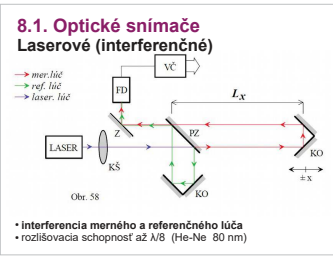 8.1. Optické snímače
Laserové (interferenčné)
VČ
mer.lúč
ref. lúč
laser. lúč
FD
Lx
Z
PZ
KO
LASER
KŠ
± x
KO
Obr. 58
• interferencia merného a referenčného lúča
• rozlišovacia schopnosť až λ/8 (He-Ne 80 nm)